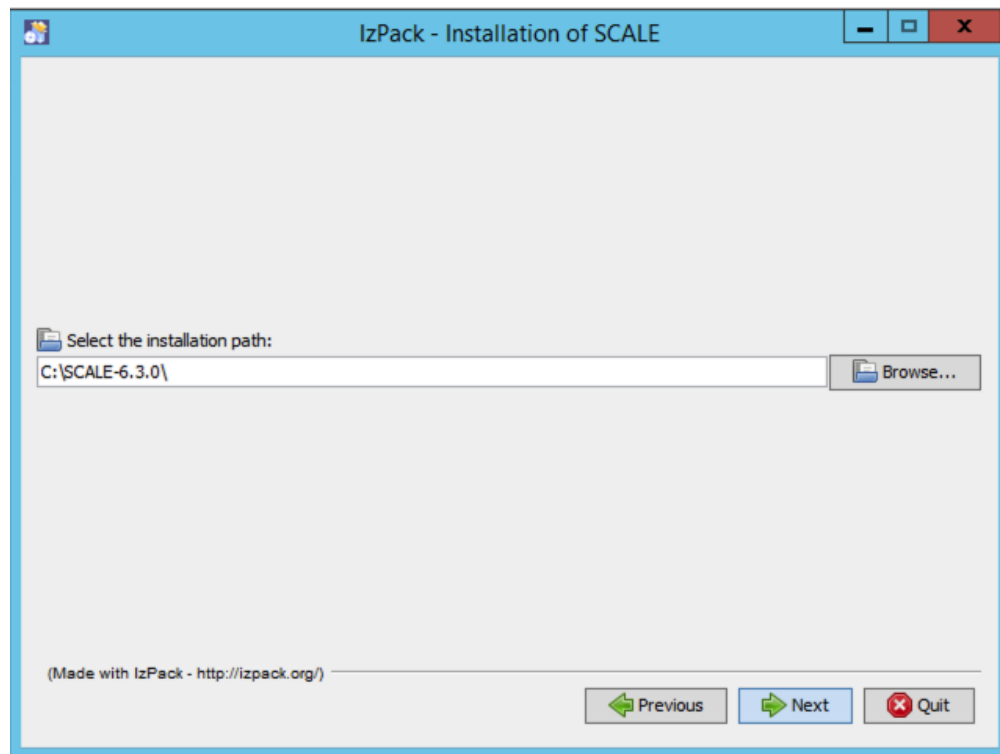 IzPack - Installation of SCALE
Select the installation path:
C:\SCALE-6.3.0\
Browse...
(Made with IzPack - http://izpack.org/)
Previous
Next
Quit